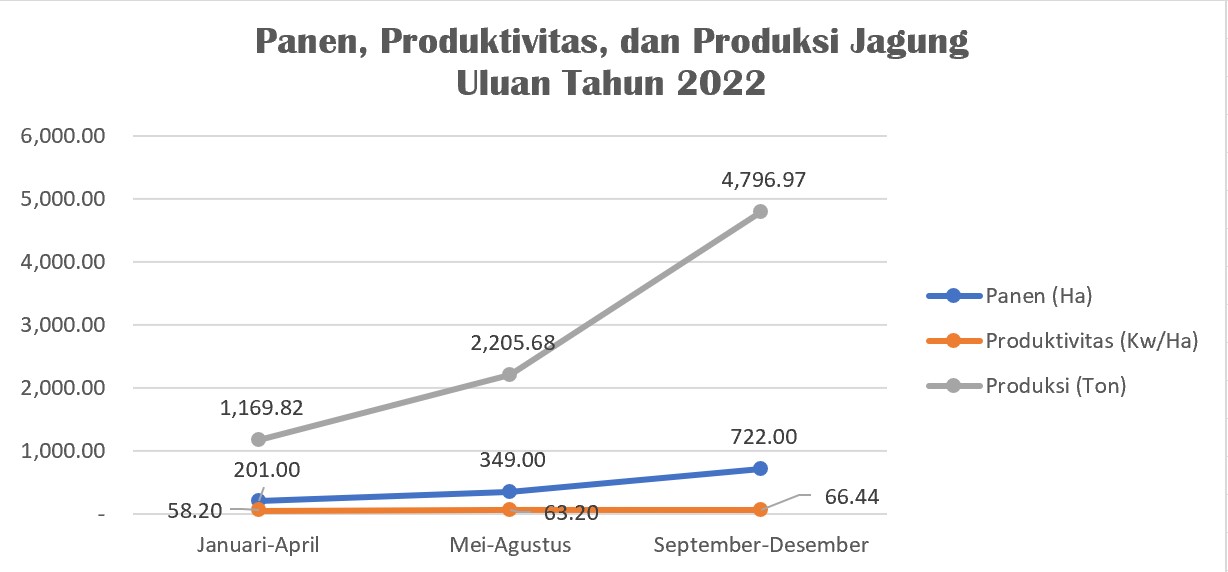 Panen, Produktivitas, dan Produksi Jagung
Uluan Tahun 2022
6,000.00
5,000.00
4,000.00
3,000.00
2,000.00
1,000.00
-
4,796.97
2,205.68
1,169.82
722.00
349.00
201.00
58.20
63.20
66.44
Januari-April
Mei-Agustus
September-Desember
Panen (Ha)
Produktivitas (Kw/Ha)
Produksi (Ton)